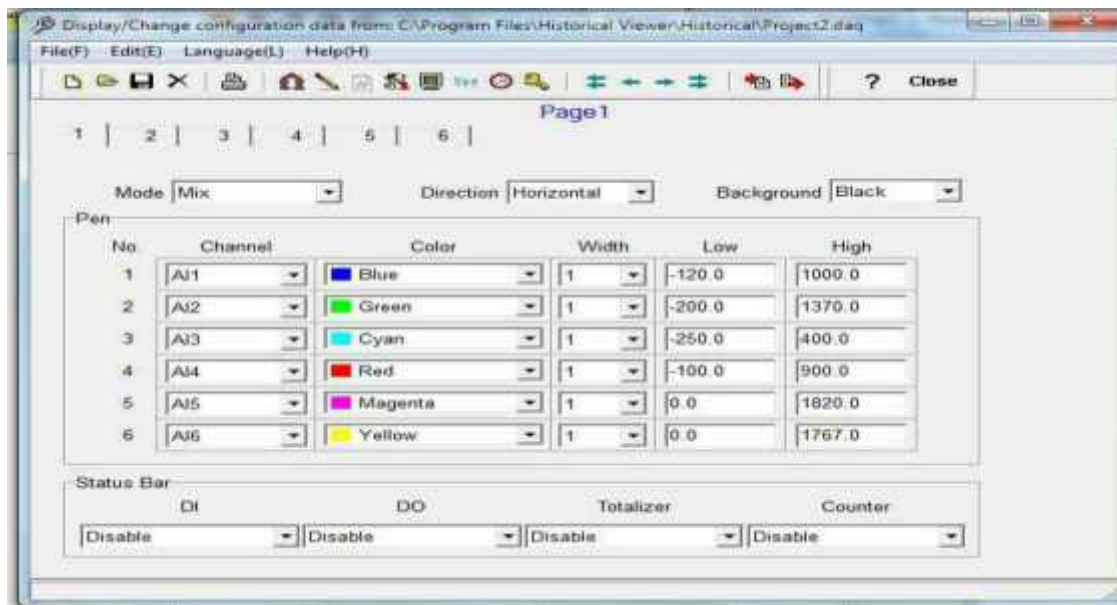 Display/Change configuration data from: C:\Program Files\Historical Viewer\Historical\Project2.daq
File(F) Edit(E) Language(L) Help(H)
? Close
Page1
1 2 3 4 5 6
Mode Mix Direction Horizontal Background Black
Pen
No. Channel Color Width Low High
1 AI1 Blue 1 -120.0 1000.0
2 AI2 Green 1 -200.0 1370.0
3 AI3 Cyan 1 -250.0 400.0
4 AI4 Red 1 -100.0 900.0
5 AI5 Magenta 1 0.0 1820.0
6 AI6 Yellow 1 0.0 1767.0
Status Bar
DI DO Totalizer Counter
Disable Disable Disable Disable